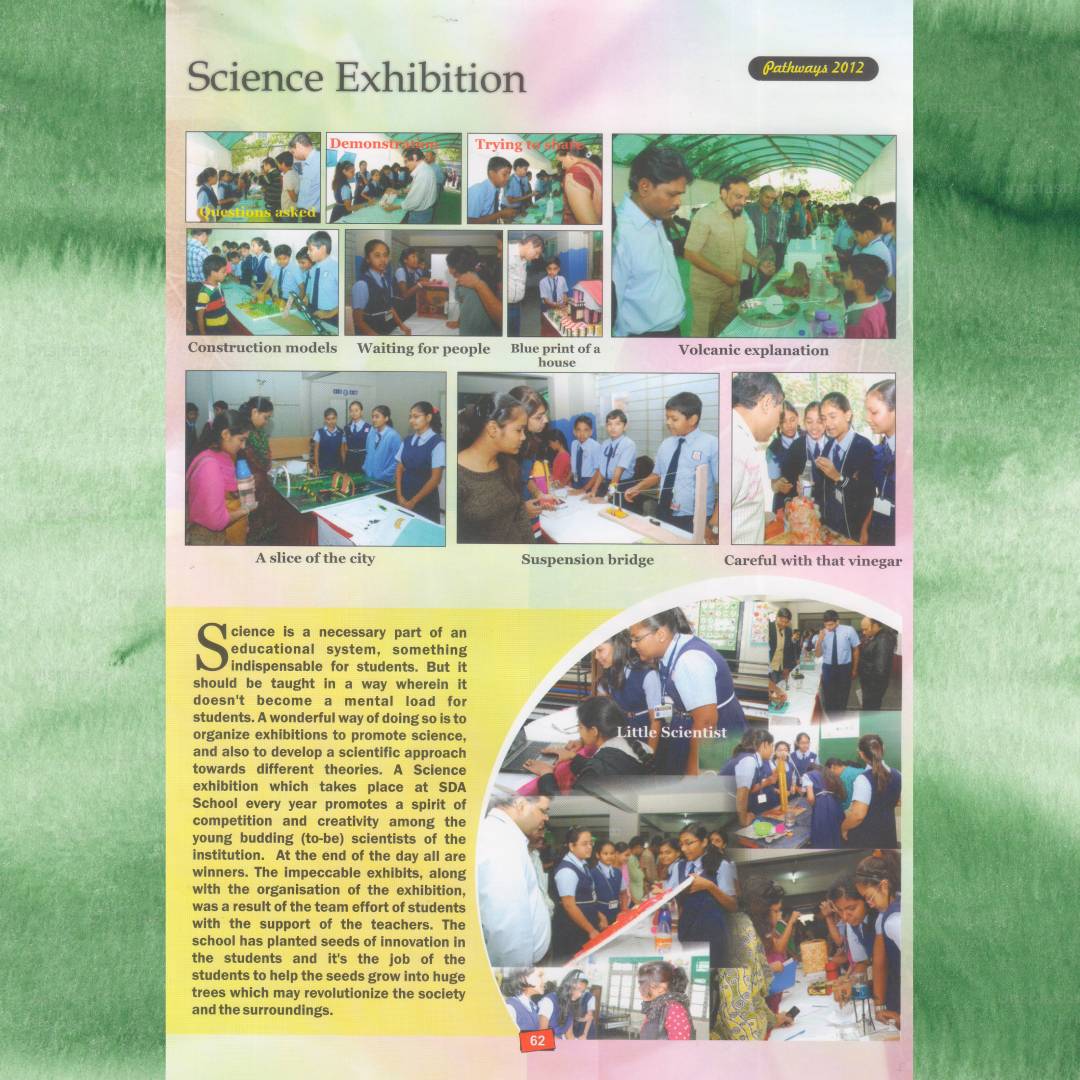 Science Exhibition
Pathways 2012
Questions asked
Demonstration
Trying to share
Construction models
Waiting for people
Blue print of a
house
Volcanic explanation
A slice of the city
Suspension bridge
Careful with that vinegar
Science is a necessary part of an
educational system, something
indispensable for students. But it
should be taught in a way wherein it
doesn't become a mental load for
students. A wonderful way of doing so is to
organize exhibitions to promote science,
and also to develop a scientific approach
towards different theories. A Science
exhibition which takes place at SDA
School every year promotes a spirit of
competition and creativity among the
young budding (to-be) scientists of the
institution. At the end of the day all are
winners. The impeccable exhibits, along
with the organisation of the exhibition,
was a result of the team effort of students
with the support of the teachers. The
school has planted seeds of innovation in
the students and it's the job of the
students to help the seeds grow into huge
trees which may revolutionize the society
and the surroundings.
Little Scientist
62